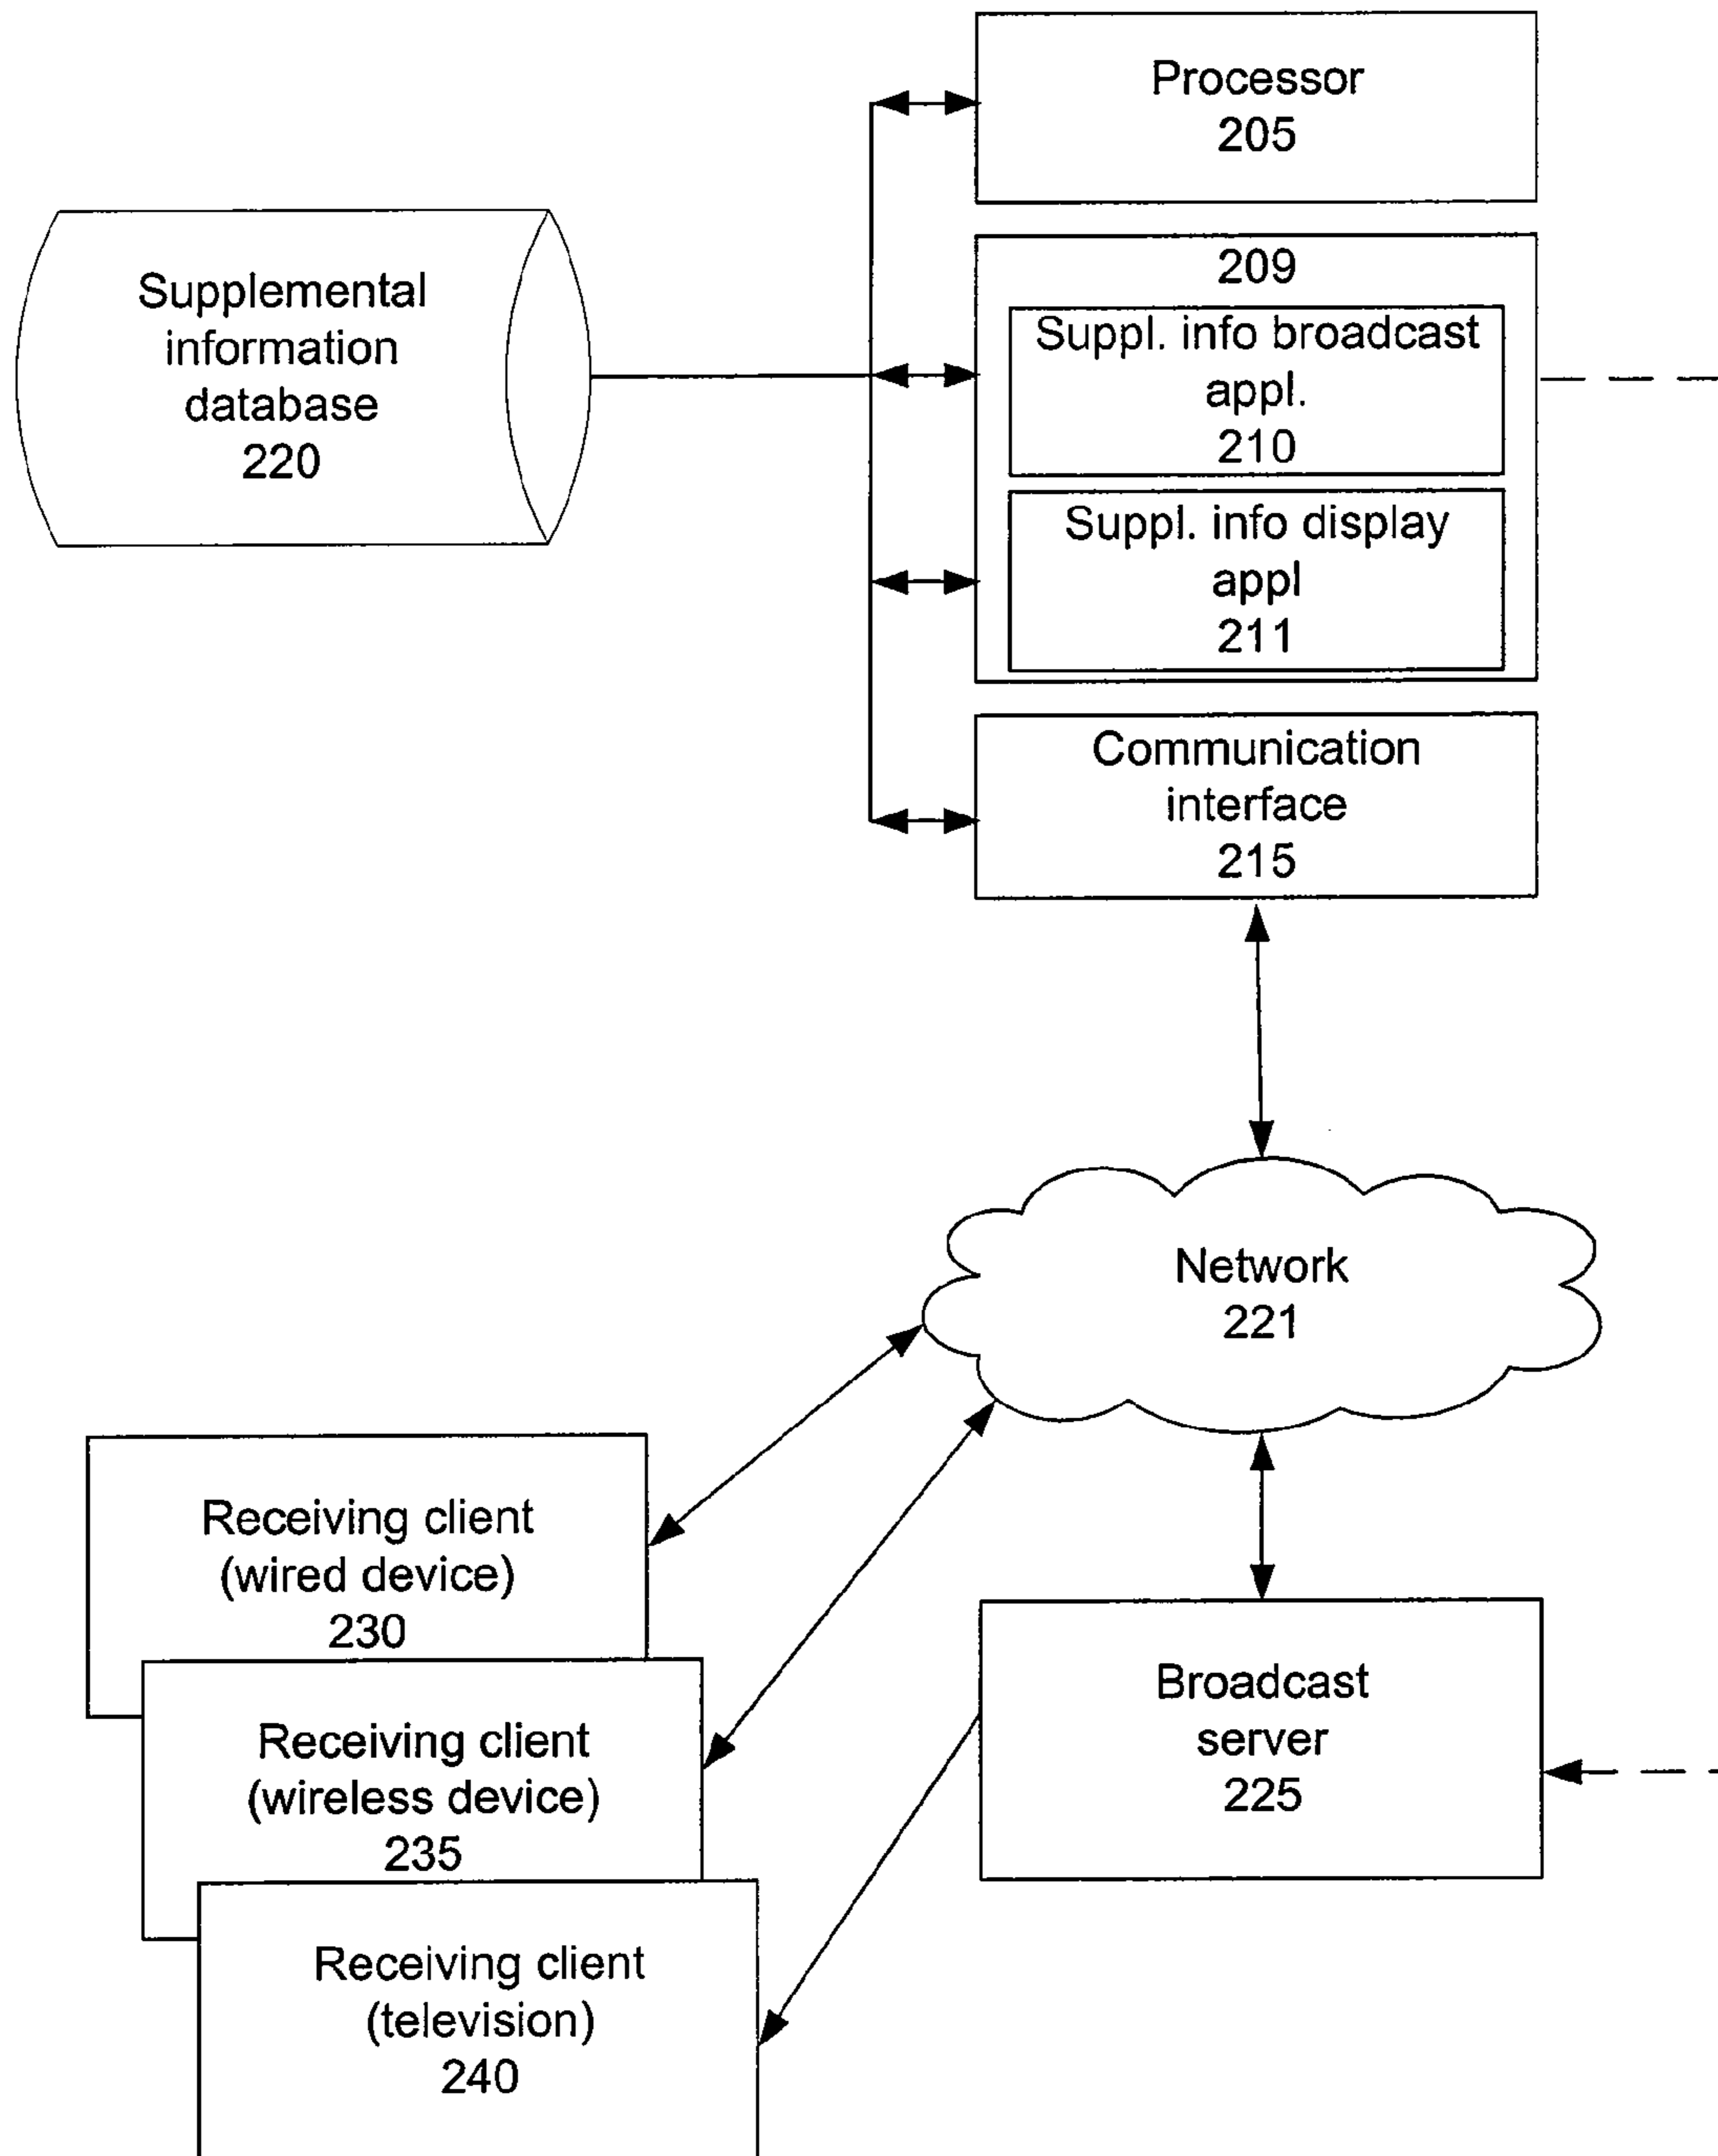 Processor
205
Supplemental
information
database
220
209
Suppl. info broadcast
appl.
210
Suppl. info display
appl
211
Communication
interface
215
Network
221
Receiving client
(wired device)
230
Receiving client
(wireless device)
235
Receiving client
(television)
240
Broadcast
server
225